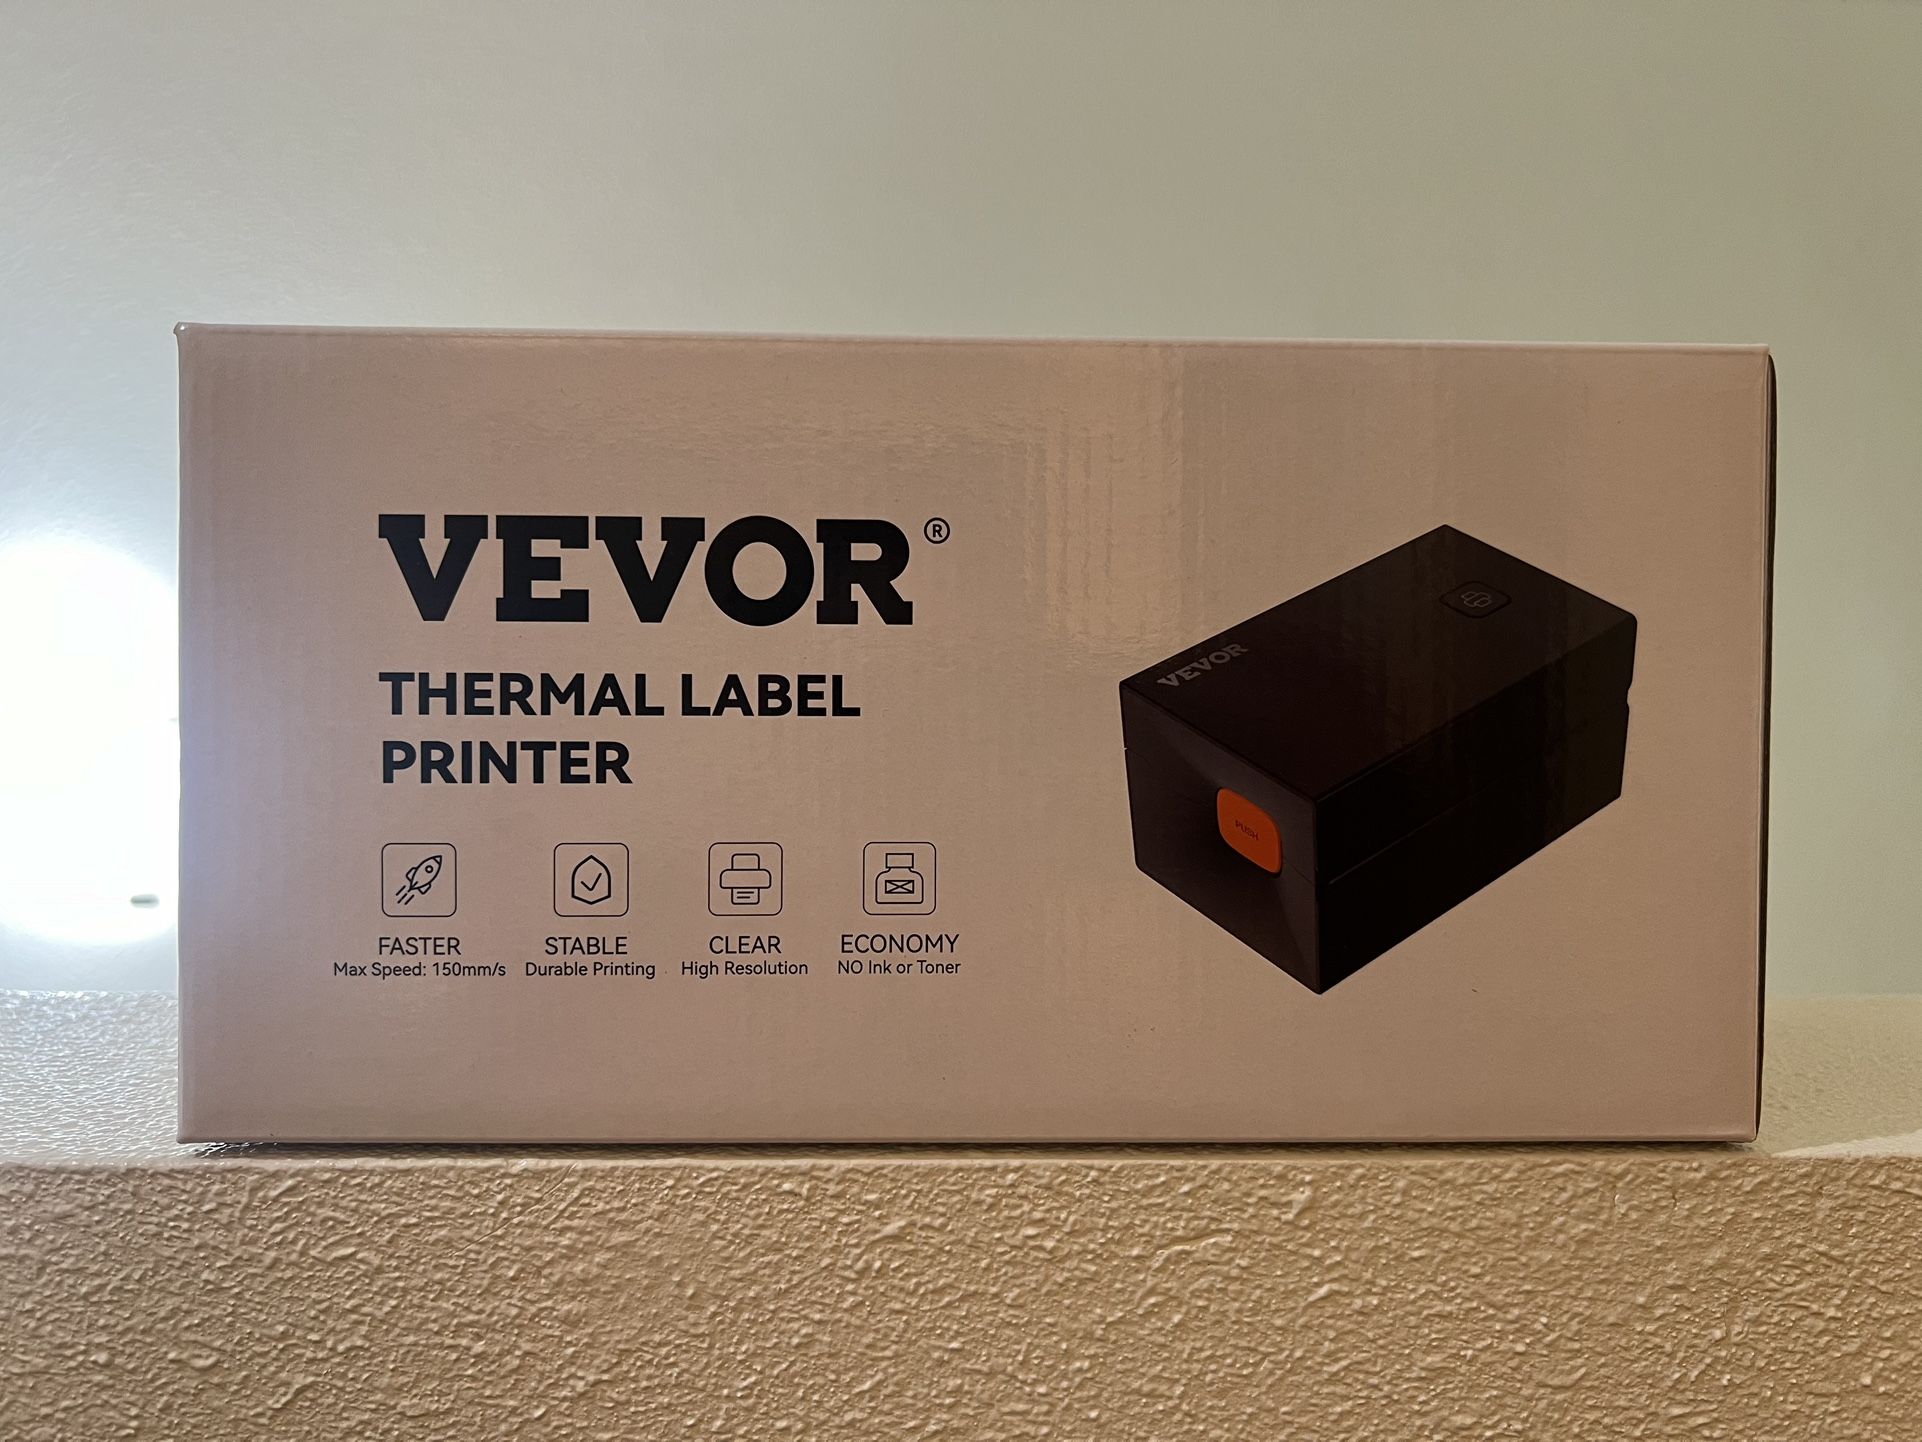 VEVOR®
THERMAL LABEL
PRINTER
FASTER
Max Speed: 150mm/s
STABLE
Durable Printing
CLEAR
High Resolution
ECONOMY
NO Ink or Toner
VEVOR
PUSH